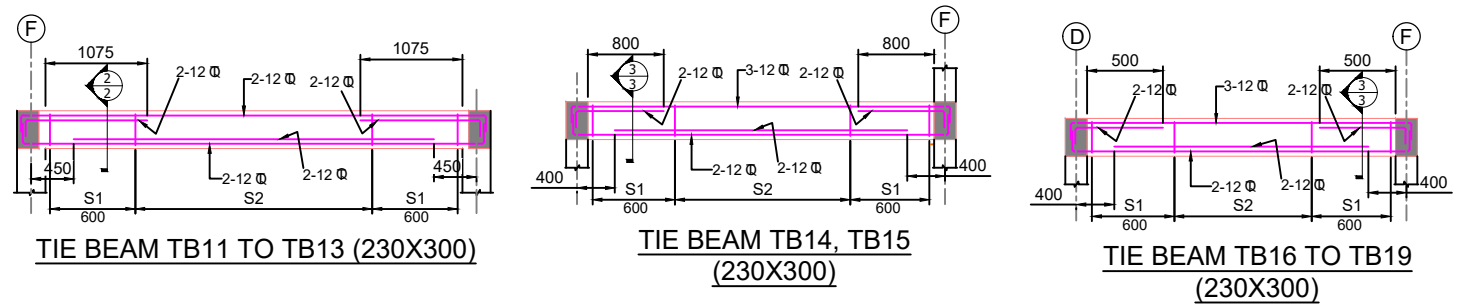 F
1075
1075
2
2
2-12 Ҩ
2-12 Ҩ
2-12 Ҩ
450
450
2-12 Ҩ
2-12 Ҩ
S1
S2
S1
600
600
TIE BEAM TB11 TO TB13 (230X300)
F
800
800
3
3
2-12 Ҩ
3-12 Ҩ
2-12 Ҩ
2-12 Ҩ
2-12 Ҩ
400
400
S1
S2
S1
600
600
TIE BEAM TB14, TB15
(230X300)
D
F
500
500
2-12 Ҩ
3-12 Ҩ
2-12 Ҩ
3
3
2-12 Ҩ
2-12 Ҩ
400
400
S1
S2
S1
600
600
TIE BEAM TB16 TO TB19
(230X300)